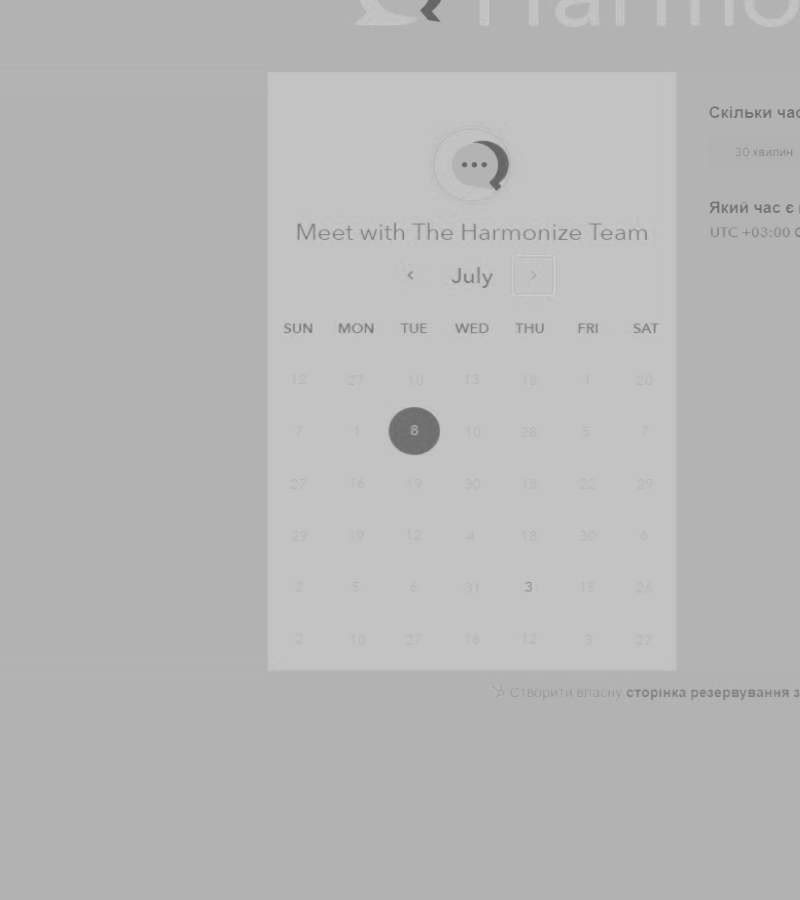 Harmo
Meet with The Harmonize Team
July
SUN MON TUE WED THU FRI SAT
12 27 10 13 18 1 20
7 1 8 10 28 5 7
27 16 19 30 18 22 29
29 19 12 4 18 30 6
2 5 6 31 3 15 26
2 10 27 16 12 3 27
Скільки час
30 хвилин
Який час є
UTC +03:00
Створити власну сторінка резервування з